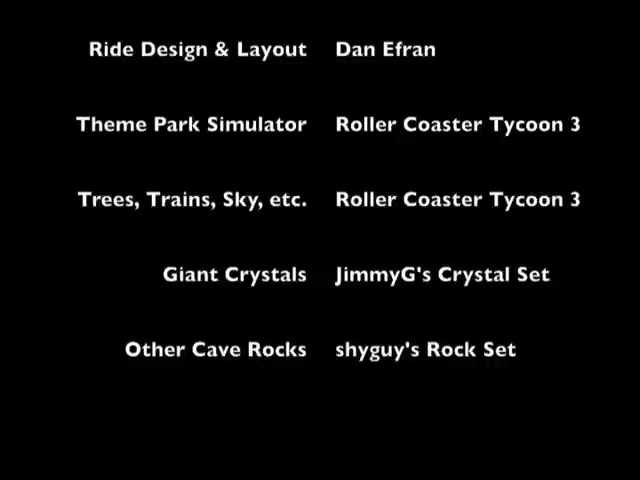 Ride Design & Layout Dan Efran
Theme Park Simulator Roller Coaster Tycoon 3
Trees, Trains, Sky, etc. Roller Coaster Tycoon 3
Giant Crystals JimmyG's Crystal Set
Other Cave Rocks shyguy's Rock Set